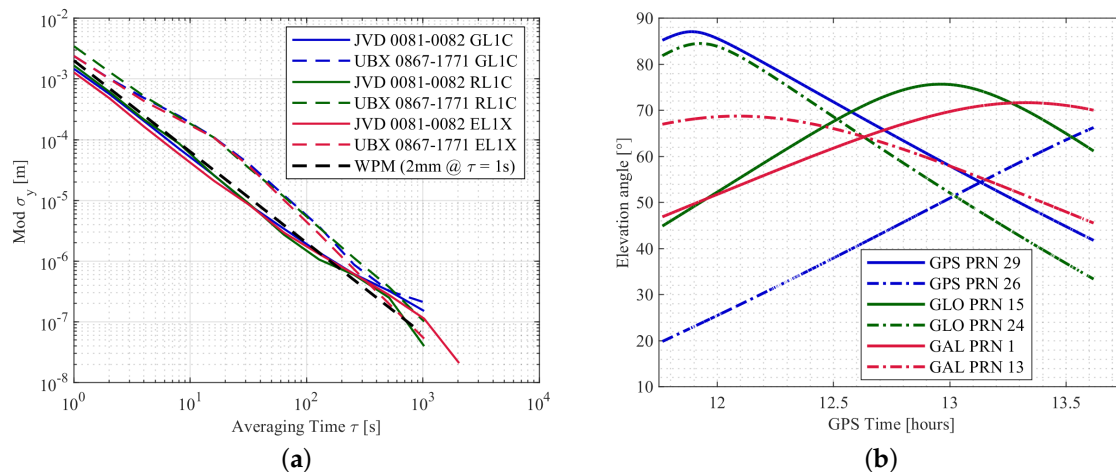 10^-2
10^-3
10^-4
10^-5
10^-6
10^-7
10^-8
Mod σ_y [m]
10^0
10^1
10^2
10^3
10^4
Averaging Time τ [s]
JVD 0081-0082 GL1C
UBX 0867-1771 GL1C
JVD 0081-0082 RL1C
UBX 0867-1771 RL1C
JVD 0081-0082 EL1X
UBX 0867-1771 EL1X
WPM (2mm @ τ = 1s)
(a)
90
80
70
60
50
40
30
20
10
Elevation angle [°]
12
12.5
13
13.5
GPS Time [hours]
GPS PRN 29
GPS PRN 26
GLO PRN 15
GLO PRN 24
GAL PRN 1
GAL PRN 13
(b)